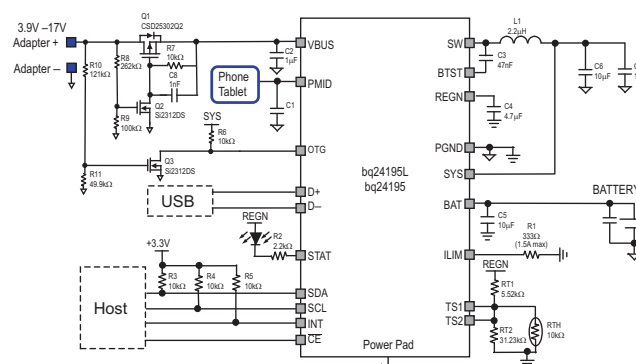 Q1
CSD25302Q2
3.9V –17V
Adapter +
Adapter –
R10
121kΩ
R8
262kΩ
R7
10kΩ
C8
1nF
Q2
Si2312DS
R9
100kΩ
R11
49.9kΩ
Q3
Si2312DS
C2
1µF
Phone
Tablet
C1
SYS
R6
10kΩ
USB
REGN
R2
2.2kΩ
+3.3V
R3
10kΩ
R4
10kΩ
R5
10kΩ
Host
VBUS
PMID
OTG
D+
D–
STAT
SDA
SCL
INT
CE
bq24195L
bq24195
Power Pad
SW
BTST
REGN
PGND
SYS
BAT
ILIM
TS1
TS2
L1
2.2µH
C3
47nF
C6
10µF
C4
4.7µF
BATTERY
C5
10µF
R1
333Ω
(1.5A max)
REGN
RT1
5.52kΩ
RT2
31.23kΩ
RTH
10kΩ